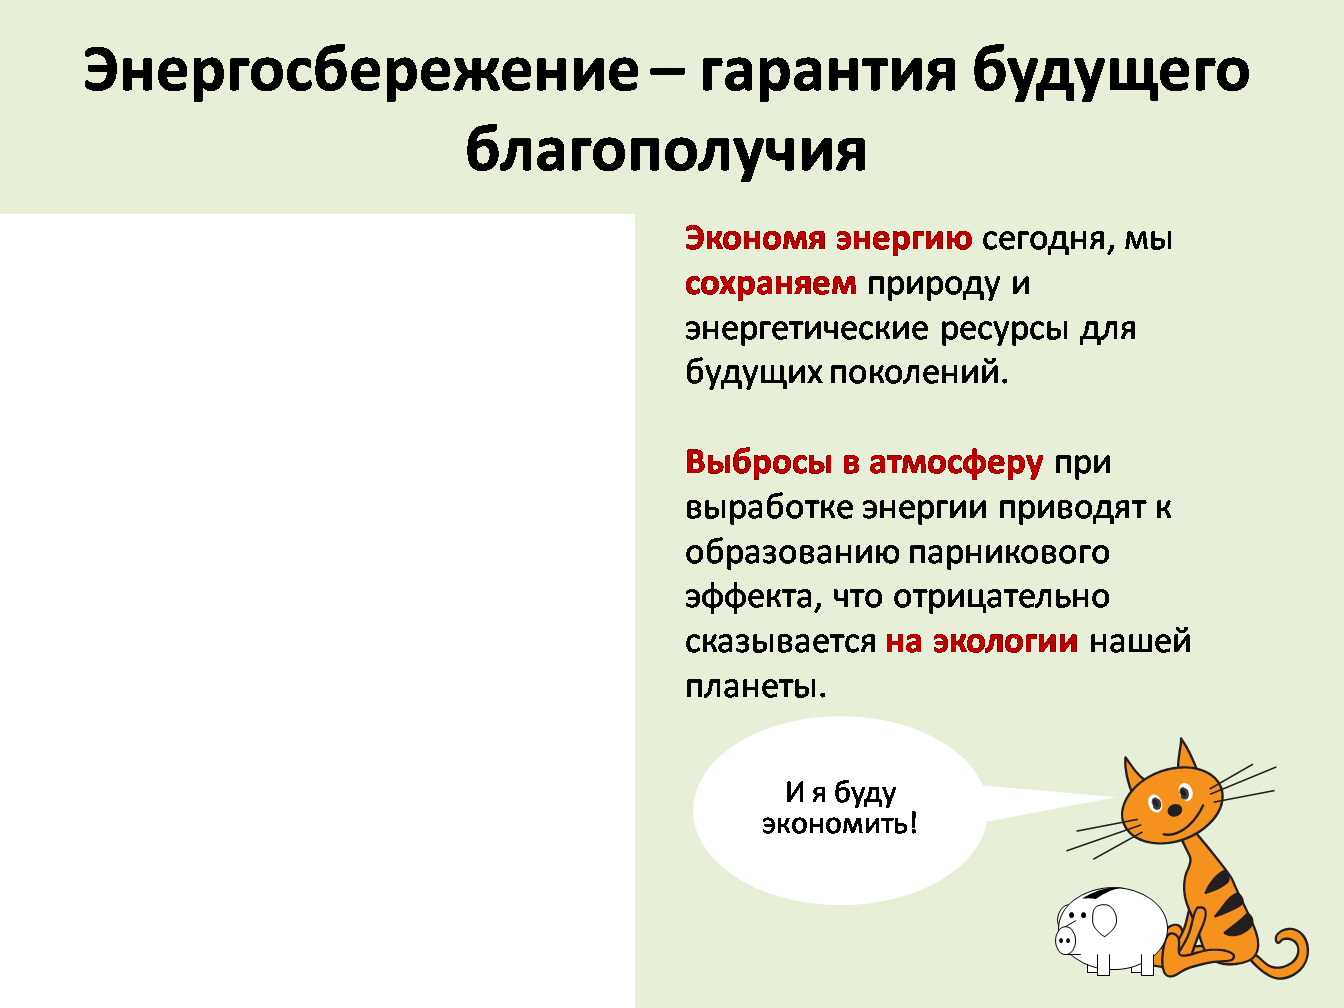 Энергосбережение – гарантия будущего
благополучия
Экономя энергию сегодня, мы
сохраняем природу и
энергетические ресурсы для
будущих поколений.
Выбросы в атмосферу при
выработке энергии приводят к
образованию парникового
эффекта, что отрицательно
сказывается на экологии нашей
планеты.
И я буду
экономить!